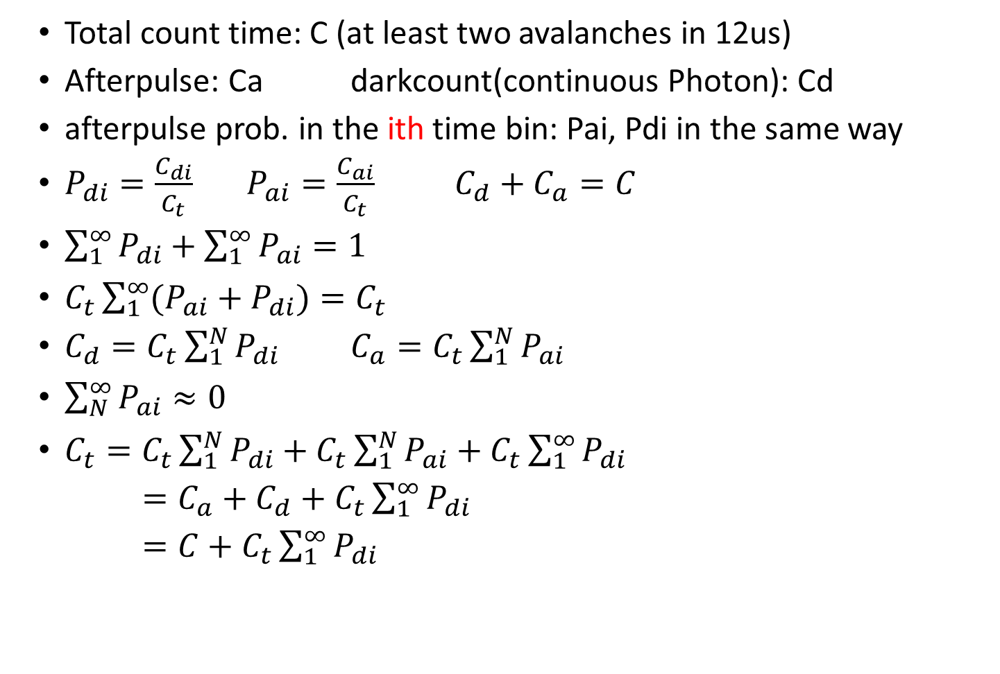 • Total count time: C (at least two avalanches in 12us)
• Afterpulse: Ca darkcount(continuous Photon): Cd
• afterpulse prob. in the ith time bin: Pai, Pdi in the same way
• $P_{di} = \frac{C_{di}}{C_t}$ $P_{ai} = \frac{C_{ai}}{C_t}$ $C_d + C_a = C$
• $\sum_1^\infty P_{di} + \sum_1^\infty P_{ai} = 1$
• $C_t \sum_1^\infty (P_{ai} + P_{di}) = C_t$
• $C_d = C_t \sum_1^N P_{di}$ $C_a = C_t \sum_1^N P_{ai}$
• $\sum_N^\infty P_{ai} \approx 0$
• $C_t = C_t \sum_1^N P_{di} + C_t \sum_1^N P_{ai} + C_t \sum_1^\infty P_{di}$
$= C_a + C_d + C_t \sum_1^\infty P_{di}$
$= C + C_t \sum_1^\infty P_{di}$